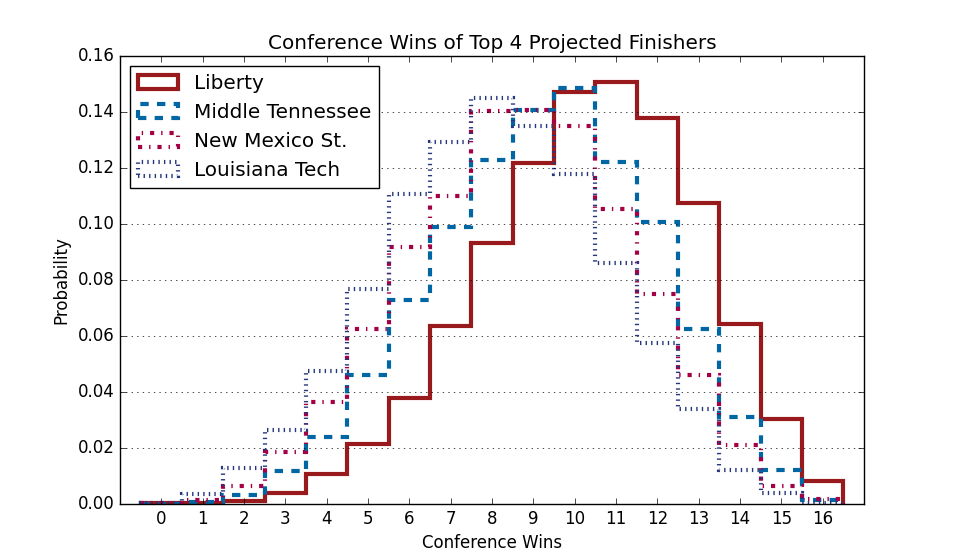 Conference Wins of Top 4 Projected Finishers
0.16
0.14
0.12
0.10
0.08
0.06
0.04
0.02
0.00
Probability
Liberty
Middle Tennessee
New Mexico St.
Louisiana Tech
0 1 2 3 4 5 6 7 8 9 10 11 12 13 14 15 16
Conference Wins